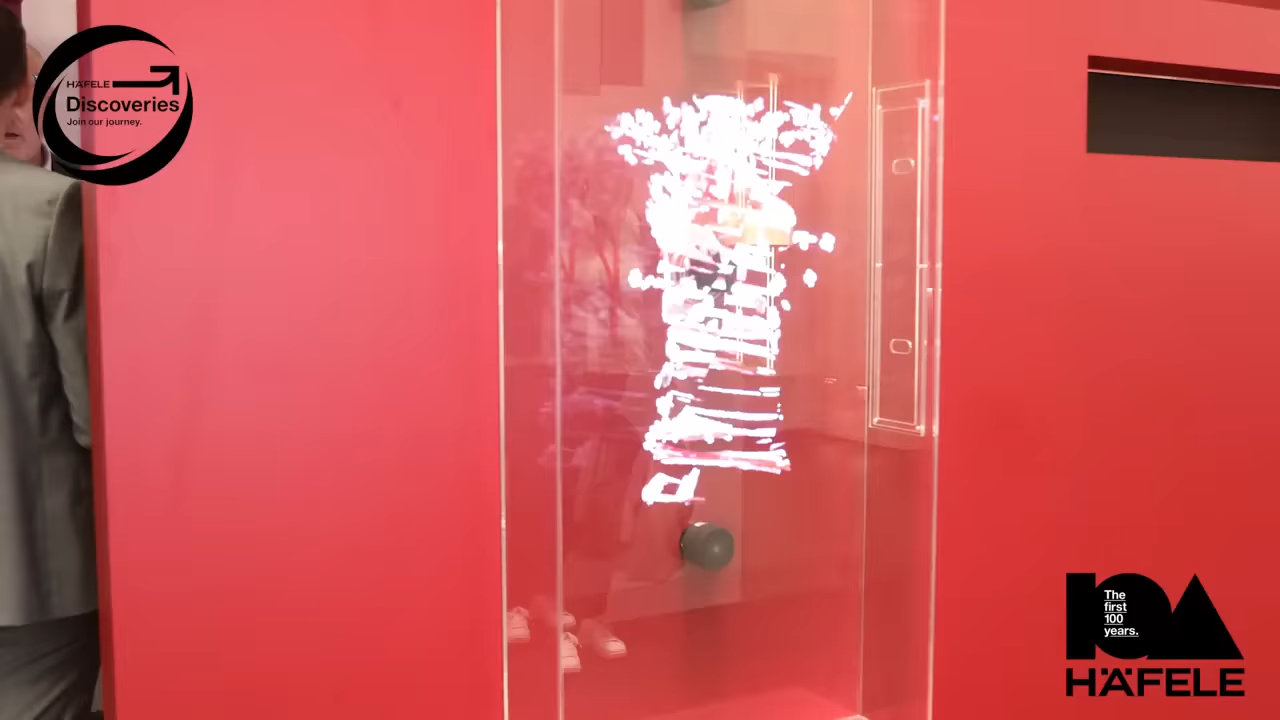 HÄFELE
Discoveries
Join our journey.
The
first
100
years.
HÄFELE